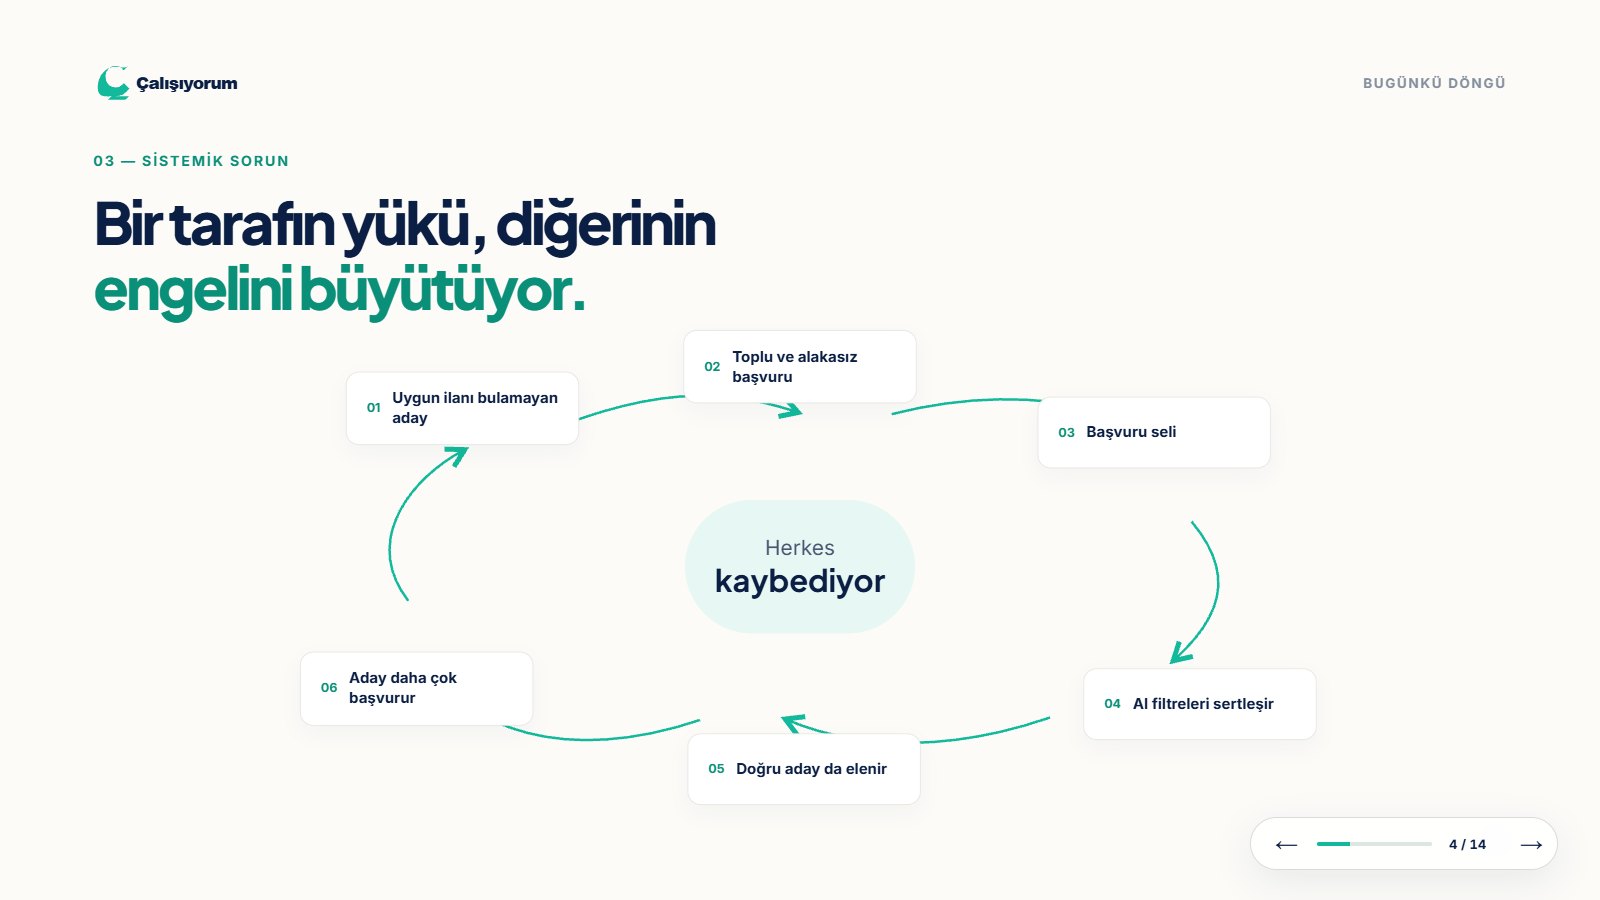 Çalışıyorum
BUGÜNKÜ DÖNGÜ
03 — SİSTEMİK SORUN
Bir tarafın yükü, diğerinin
engelini büyütüyor.
01 Uygun ilanı bulamayan
aday
02 Toplu ve alakasız
başvuru
03 Başvuru seli
Herkes
kaybediyor
04 AI filtreleri sertleşir
05 Doğru aday da elenir
06 Aday daha çok
başvurur
← 4 / 14 →